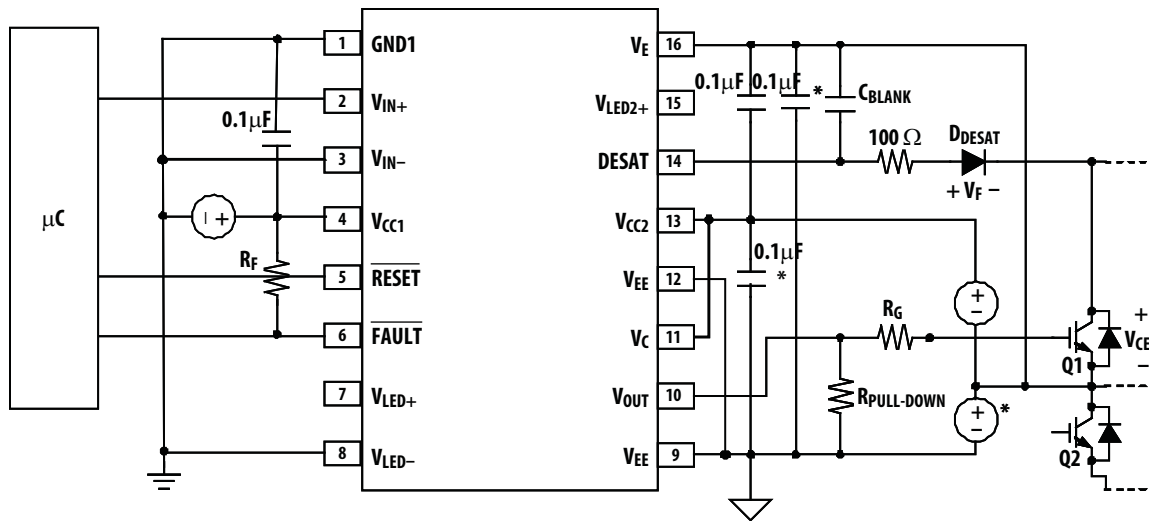 μC
0.1μF
R_F
1 GND1
2 V_IN+
3 V_IN–
4 V_CC1
5 RESET
6 FAULT
7 V_LED+
8 V_LED–
– +
V_E 16
V_LED2+ 15
DESAT 14
V_CC2 13
V_EE 12
V_C 11
V_OUT 10
V_EE 9
0.1μF 0.1μF
*
C_BLANK
100 Ω
D_DESAT
+ V_F –
0.1μF
*
R_G
R_PULL-DOWN
+
–
+
–
*
+
V_CE
–
Q1
Q2